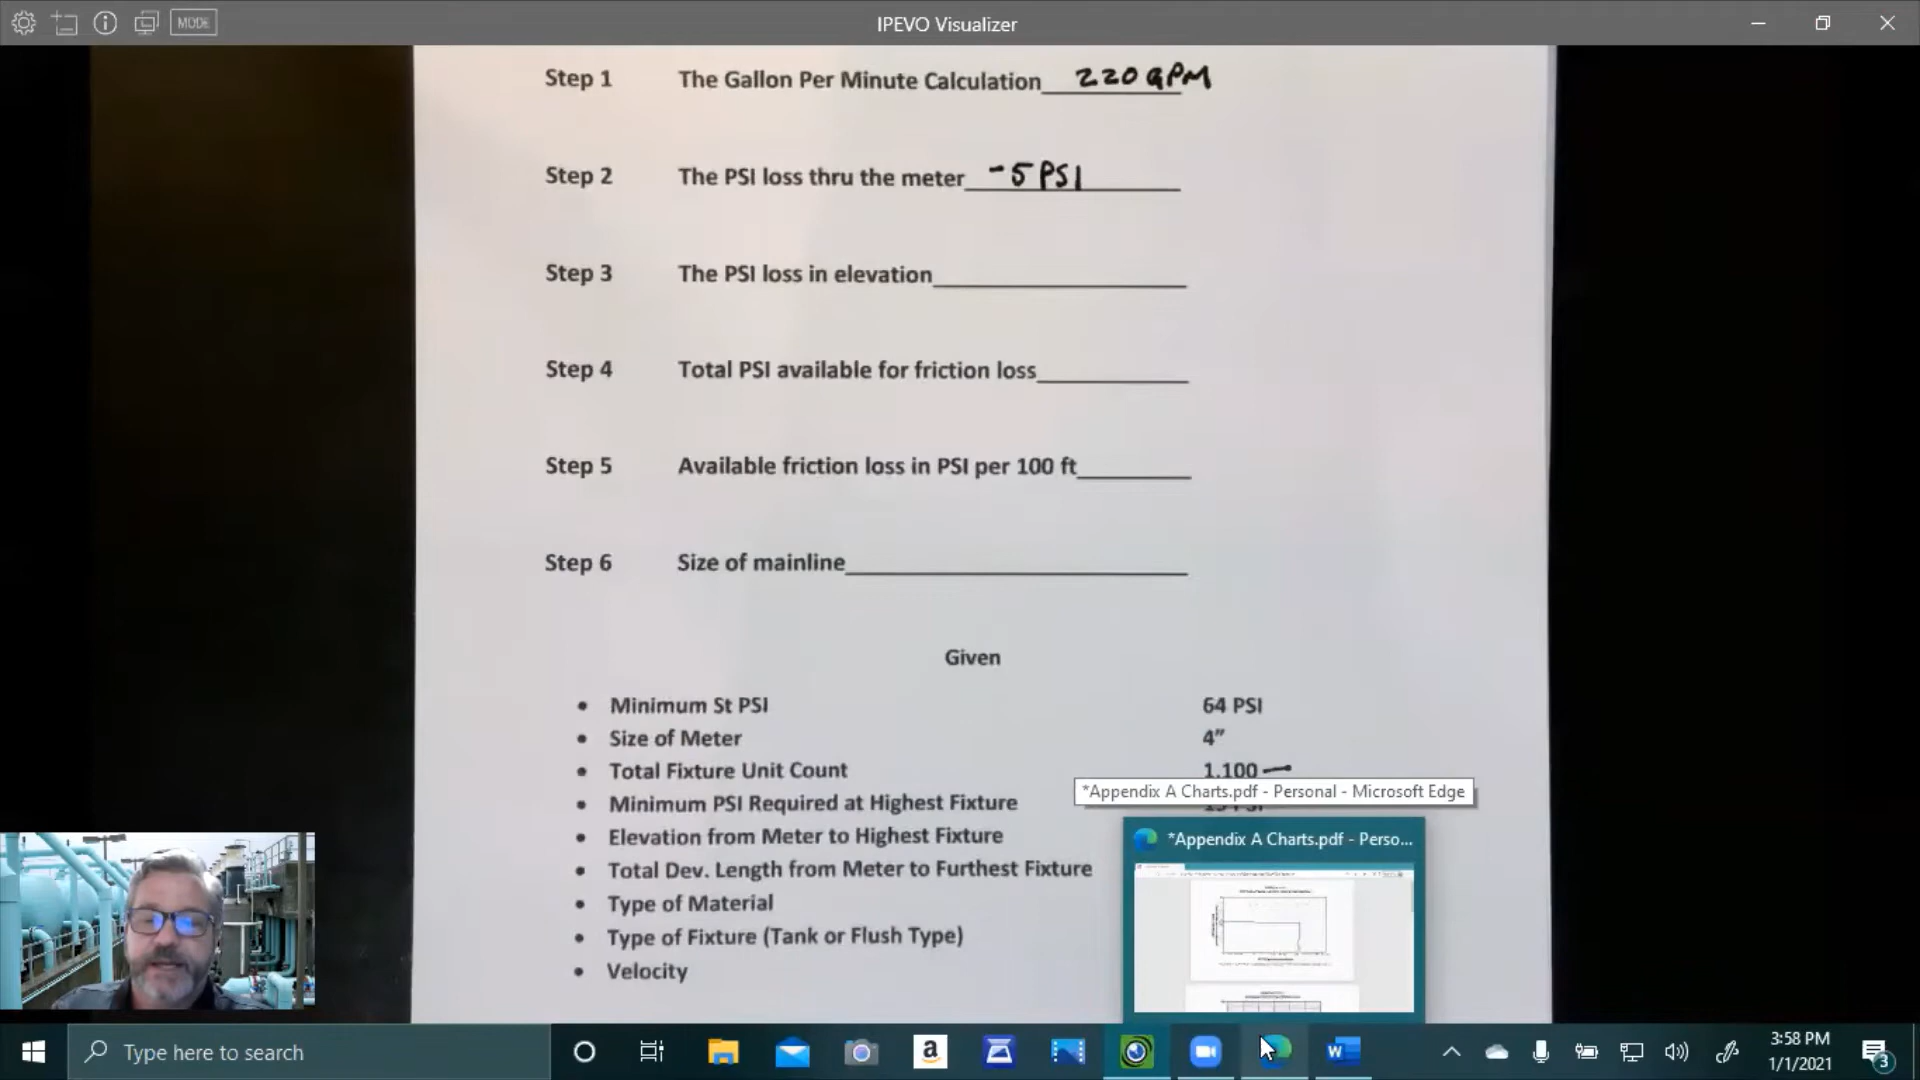 MODE
IPEVO Visualizer
Step 1 The Gallon Per Minute Calculation 220 GPM
Step 2 The PSI loss thru the meter -5 PSI
Step 3 The PSI loss in elevation
Step 4 Total PSI available for friction loss
Step 5 Available friction loss in PSI per 100 ft
Step 6 Size of mainline
Given
• Minimum St PSI 64 PSI
• Size of Meter 4”
• Total Fixture Unit Count 1,100
*Appendix A Charts.pdf - Personal - Microsoft Edge
• Minimum PSI Required at Highest Fixture
• Elevation from Meter to Highest Fixture
*Appendix A Charts.pdf - Perso...
• Total Dev. Length from Meter to Furthest Fixture
• Type of Material
• Type of Fixture (Tank or Flush Type)
• Velocity
Type here to search
3:58 PM
1/1/2021
3